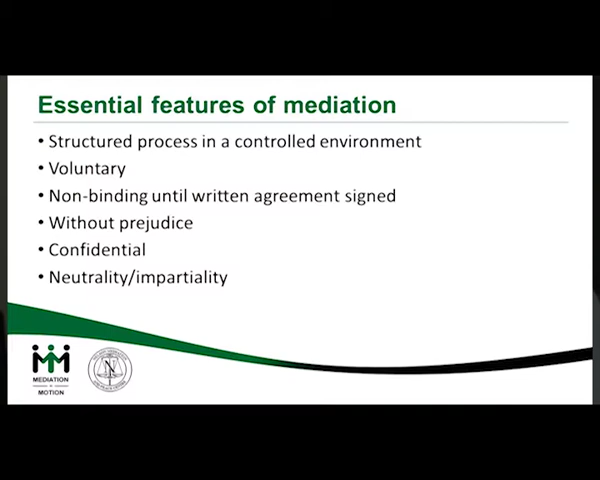 Essential features of mediation
• Structured process in a controlled environment
• Voluntary
• Non-binding until written agreement signed
• Without prejudice
• Confidential
• Neutrality/impartiality
MEDIATION
MOTION